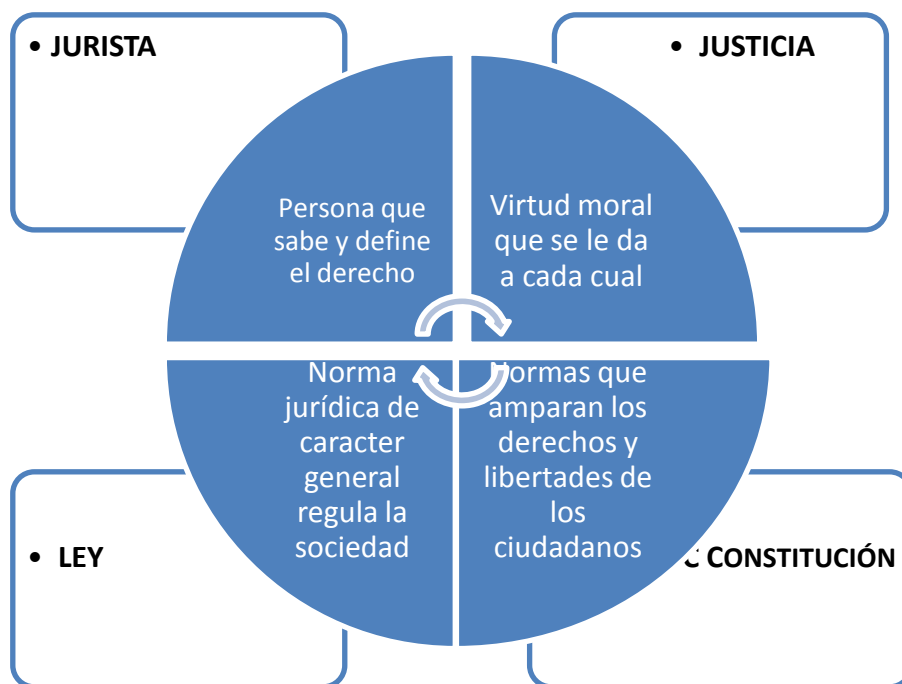 • JURISTA
• JUSTICIA
Persona que
sabe y define
el derecho
Virtud moral
que se le da
a cada cual
Norma
jurídica de
caracter
general
regula la
sociedad
Normas que
amparan los
derechos y
libertades de
los
ciudadanos
• LEY
C CONSTITUCIÓN